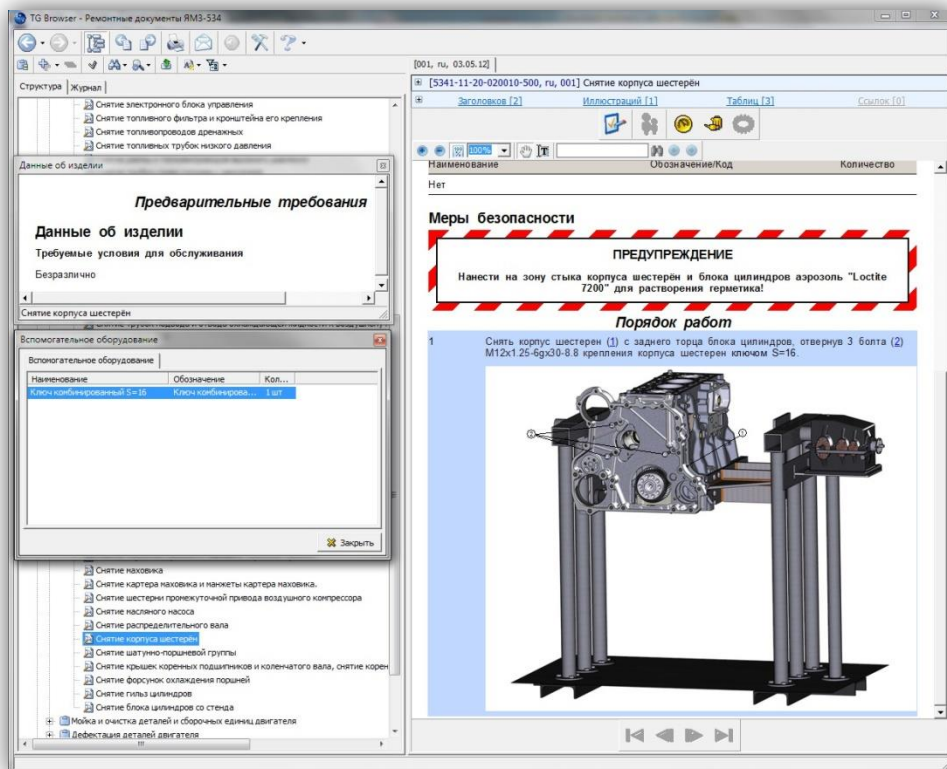 TG Browser - Ремонтные документы ЯМЗ-534
Структура
Журнал
Снятие электронного блока управления
Снятие топливного фильтра и кронштейна его крепления
Снятие топливопроводов дренажных
Снятие топливных трубок низкого давления
Данные об изделии
Предварительные требования
Данные об изделии
Требуемые условия для обслуживания
Безразлично
Снятие корпуса шестерён
Вспомогательное оборудование
Вспомогательное оборудование
Наименование Обозначение Кол...
Ключ комбинированный S=16 Ключ комбинирова... 1 шт
Закрыть
Снятие маховика
Снятие картера маховика и манжеты картера маховика.
Снятие шестерни промежуточной привода воздушного компрессора
Снятие масляного насоса
Снятие распределительного вала
Снятие корпуса шестерён
Снятие шатунно-поршневой группы
Снятие крышек коренных подшипников и коленчатого вала, снятие корен
Снятие форсунок охлаждения поршней
Снятие гильз цилиндров
Снятие блока цилиндров со стенда
Мойка и очистка деталей и сборочных единиц двигателя
Дефектация деталей двигателя
[001, ru, 03.05.12]
[5341-11-20-020010-500, ru, 001] Снятие корпуса шестерён
Заголовков [2] Иллюстраций [1] Таблиц [3] Ссылок [0]
100%
Наименование Обозначение/Код Количество
Нет
Меры безопасности
ПРЕДУПРЕЖДЕНИЕ
Нанести на зону стыка корпуса шестерён и блока цилиндров аэрозоль "Loctite
7200" для растворения герметика!
Порядок работ
1 Снять корпус шестерен (1) с заднего торца блока цилиндров, отвернув 3 болта (2)
М12х1.25-6gх30-8.8 крепления корпуса шестерен ключом S=16.
2
1